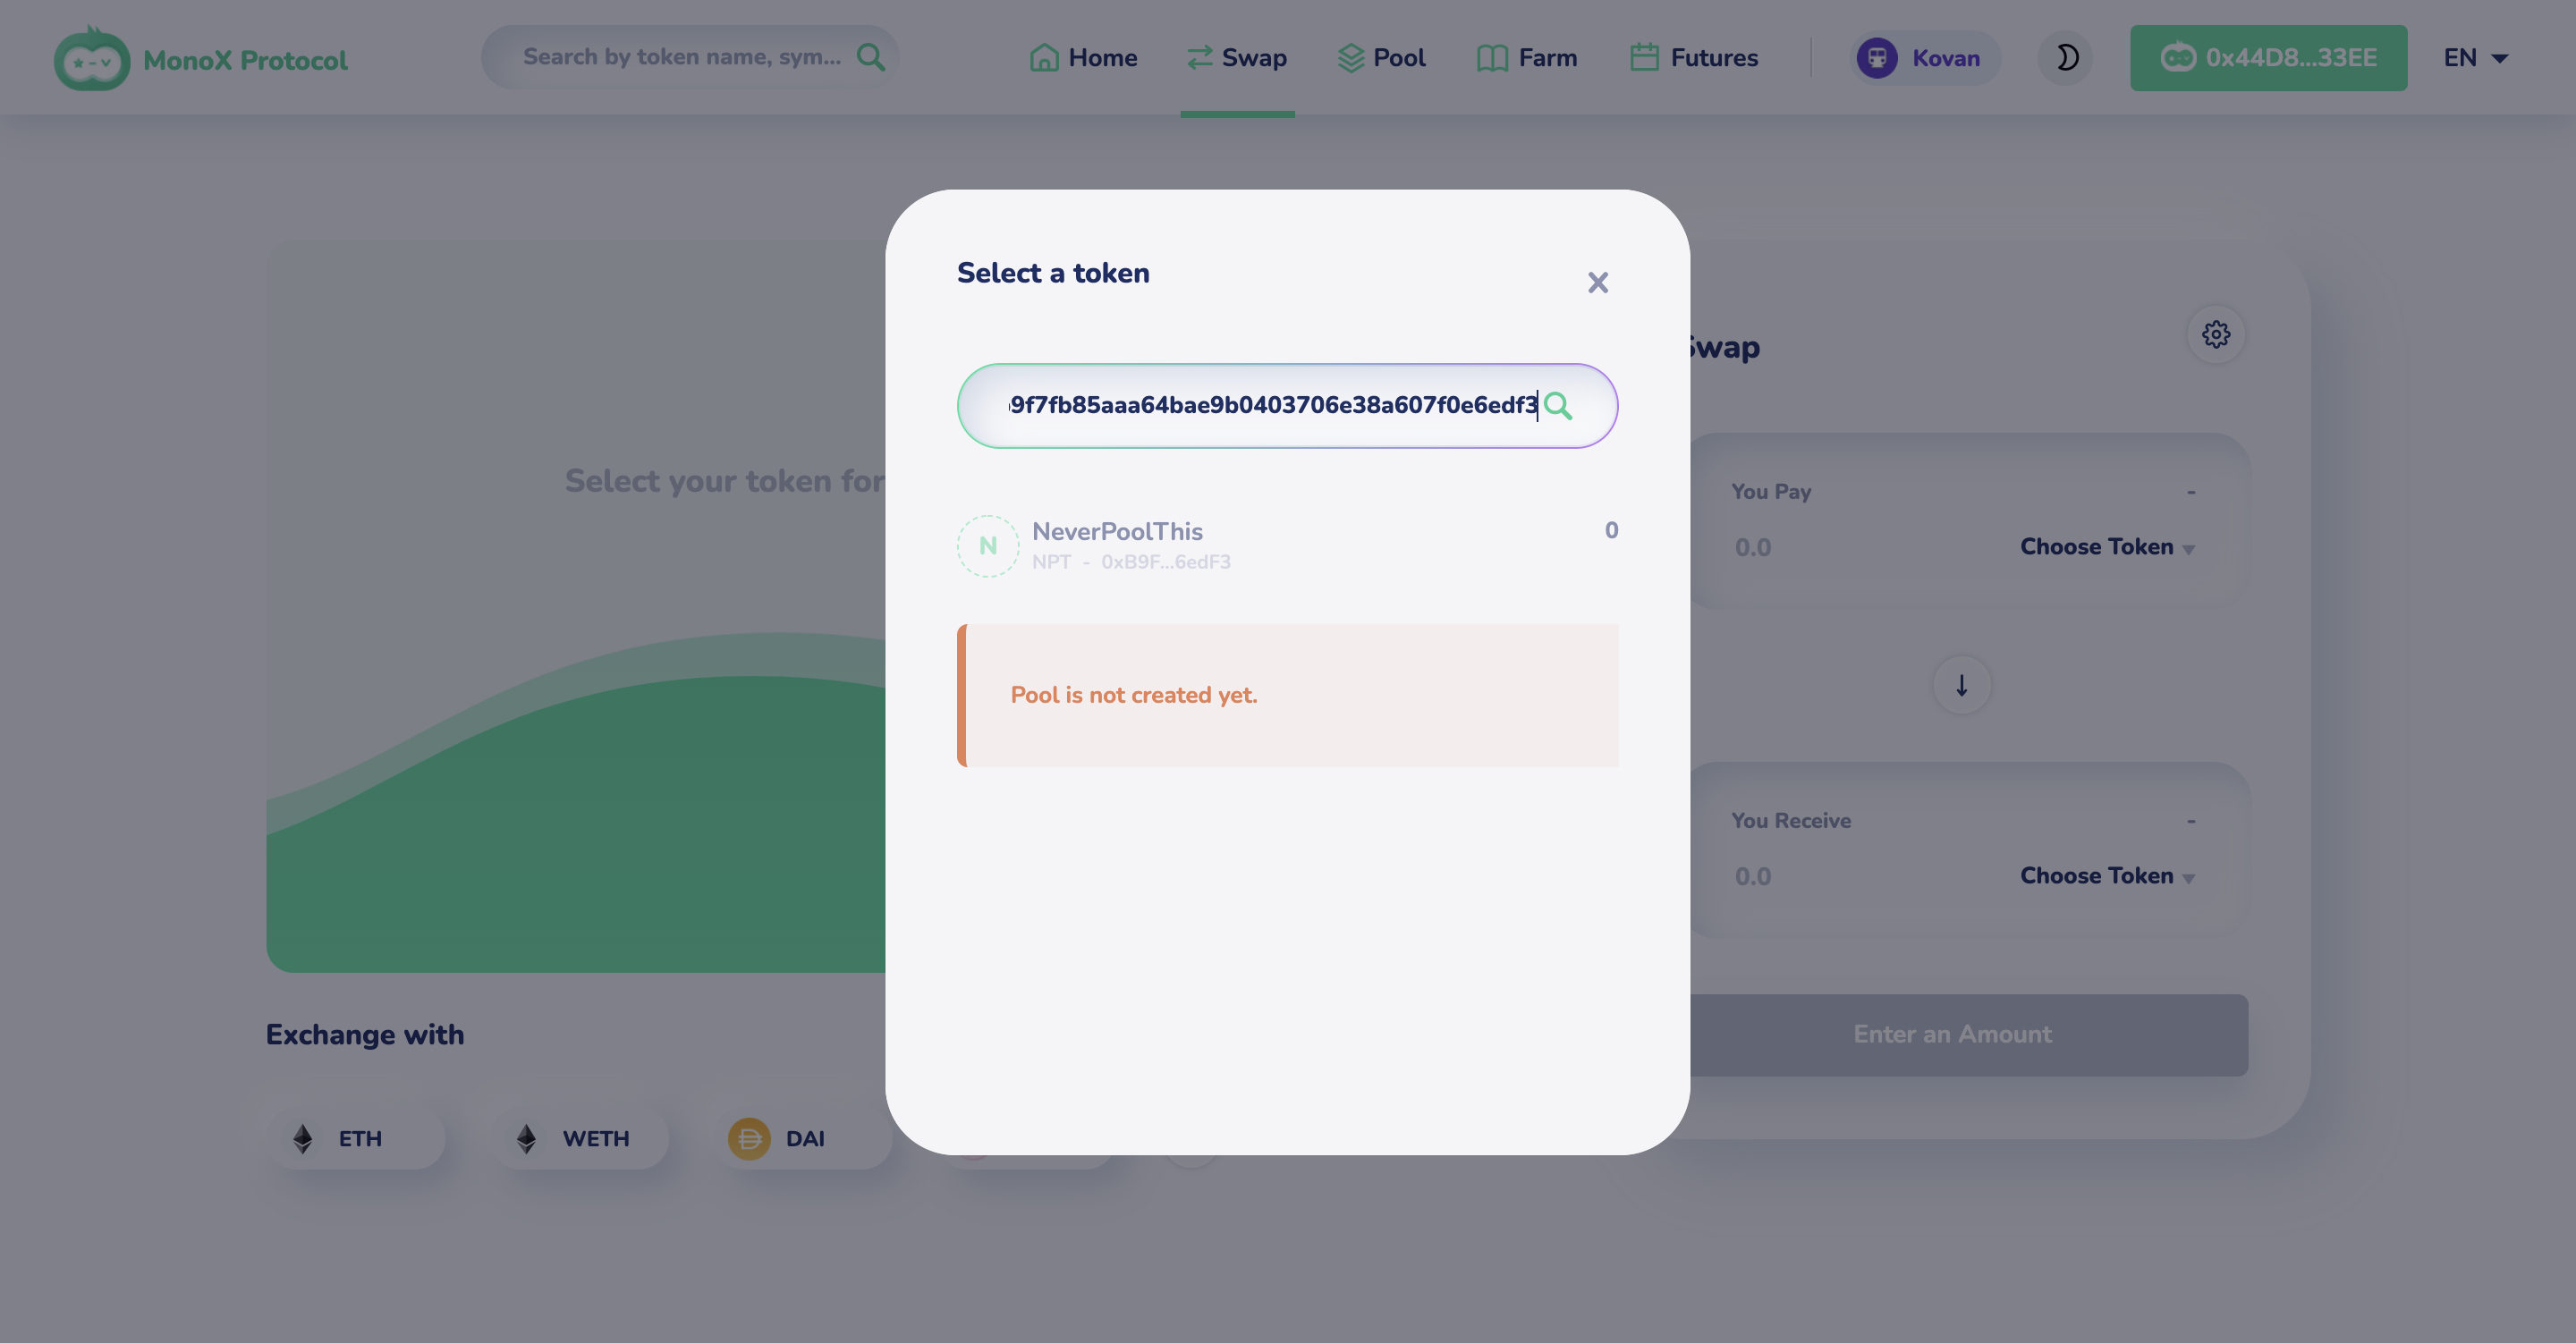 MonoX Protocol
Search by token name, sym...
Home
Swap
Pool
Farm
Futures
Kovan
0x44D8...33EE
EN
Select a token
9f7fb85aaa64bae9b0403706e38a607f0e6edf3
N
NeverPoolThis
0
NPT - 0xB9F...6edF3
Pool is not created yet.
Select your token for
Swap
You Pay
-
0.0
Choose Token
You Receive
-
0.0
Choose Token
Enter an Amount
Exchange with
ETH
WETH
DAI